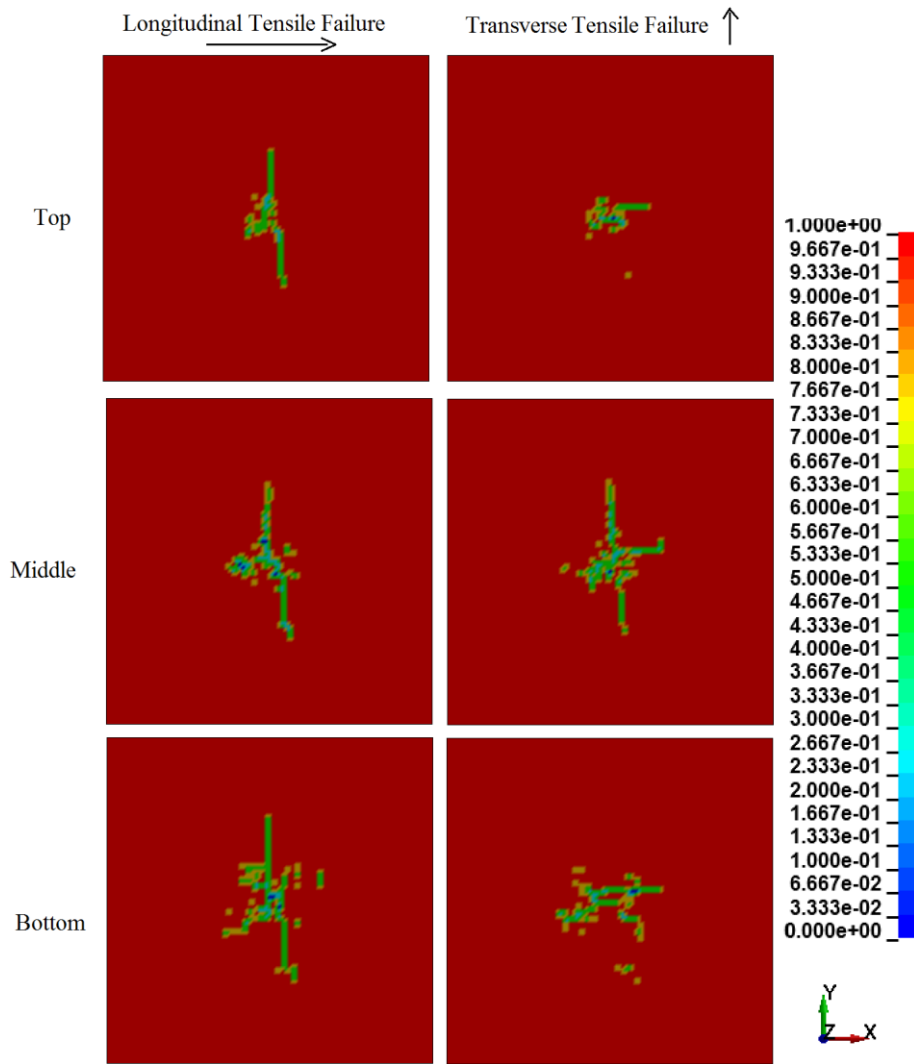 Longitudinal Tensile Failure
Transverse Tensile Failure
Top
Middle
Bottom
1.000e+00
9.667e-01
9.333e-01
9.000e-01
8.667e-01
8.333e-01
8.000e-01
7.667e-01
7.333e-01
7.000e-01
6.667e-01
6.333e-01
6.000e-01
5.667e-01
5.333e-01
5.000e-01
4.667e-01
4.333e-01
4.000e-01
3.667e-01
3.333e-01
3.000e-01
2.667e-01
2.333e-01
2.000e-01
1.667e-01
1.333e-01
1.000e-01
6.667e-02
3.333e-02
0.000e+00
Y
Z X